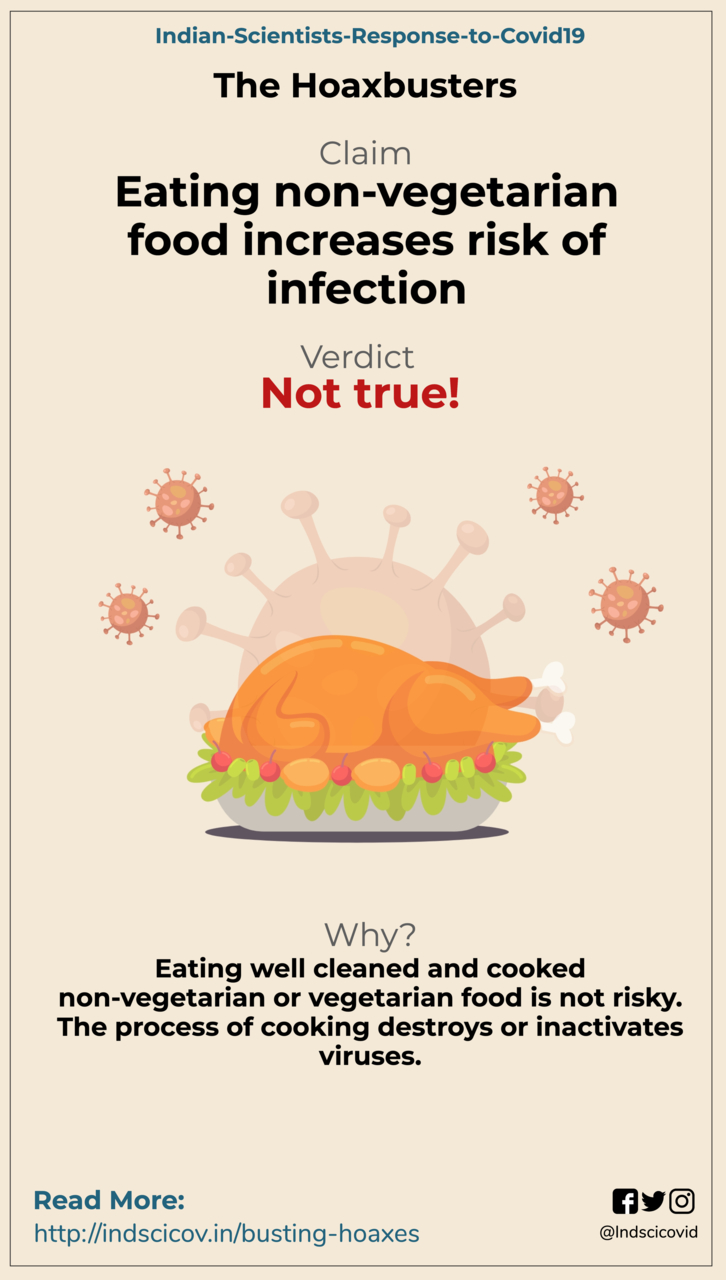 Indian-Scientists-Response-to-Covid19
The Hoaxbusters
Claim
Eating non-vegetarian
food increases risk of
infection
Verdict
Not true!
Why?
Eating well cleaned and cooked
non-vegetarian or vegetarian food is not risky.
The process of cooking destroys or inactivates
viruses.
Read More:
http://indscicov.in/busting-hoaxes
@Indscicovid